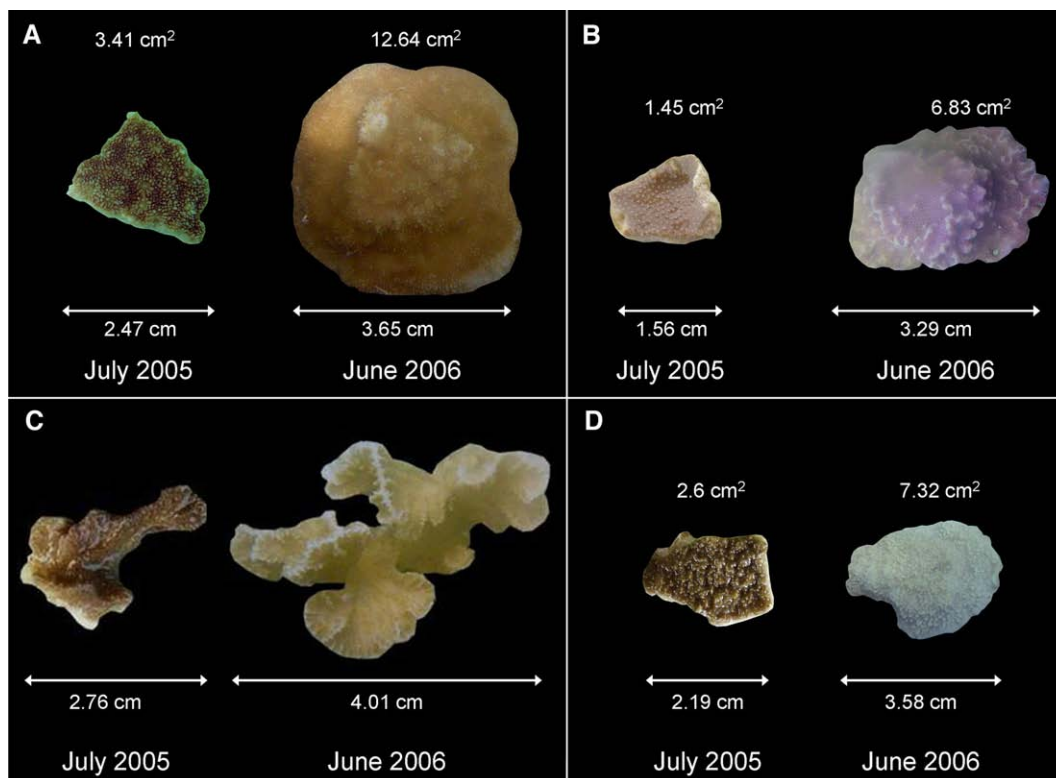 A
3.41 cm²
12.64 cm²
2.47 cm
3.65 cm
July 2005
June 2006
B
1.45 cm²
6.83 cm²
1.56 cm
3.29 cm
July 2005
June 2006
C
2.76 cm
4.01 cm
July 2005
June 2006
D
2.6 cm²
7.32 cm²
2.19 cm
3.58 cm
July 2005
June 2006